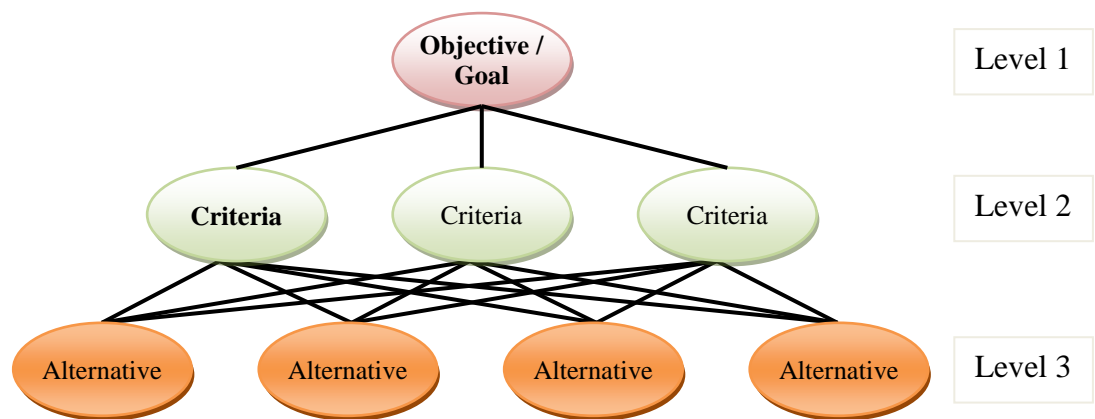 Objective /
Goal
Level 1
Criteria
Criteria
Criteria
Level 2
Alternative
Alternative
Alternative
Alternative
Level 3